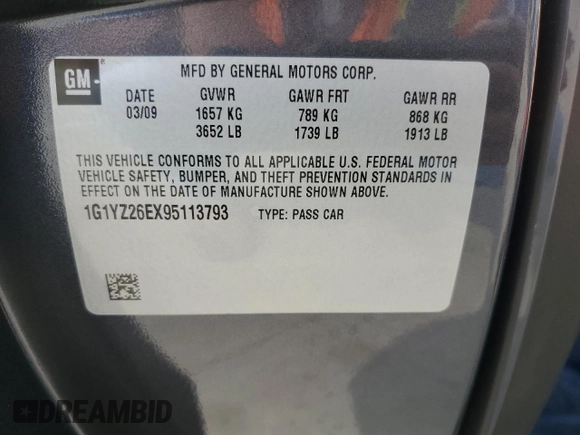 GM
MFD BY GENERAL MOTORS CORP.
DATE GVWR GAWR FRT GAWR RR
03/09 1657 KG 789 KG 868 KG
3652 LB 1739 LB 1913 LB
THIS VEHICLE CONFORMS TO ALL APPLICABLE U.S. FEDERAL MOTOR
VEHICLE SAFETY, BUMPER, AND THEFT PREVENTION STANDARDS IN
EFFECT ON THE DATE OF MANUFACTURE SHOWN ABOVE.
1G1YZ26EX95113793 TYPE: PASS CAR
DREAMBID